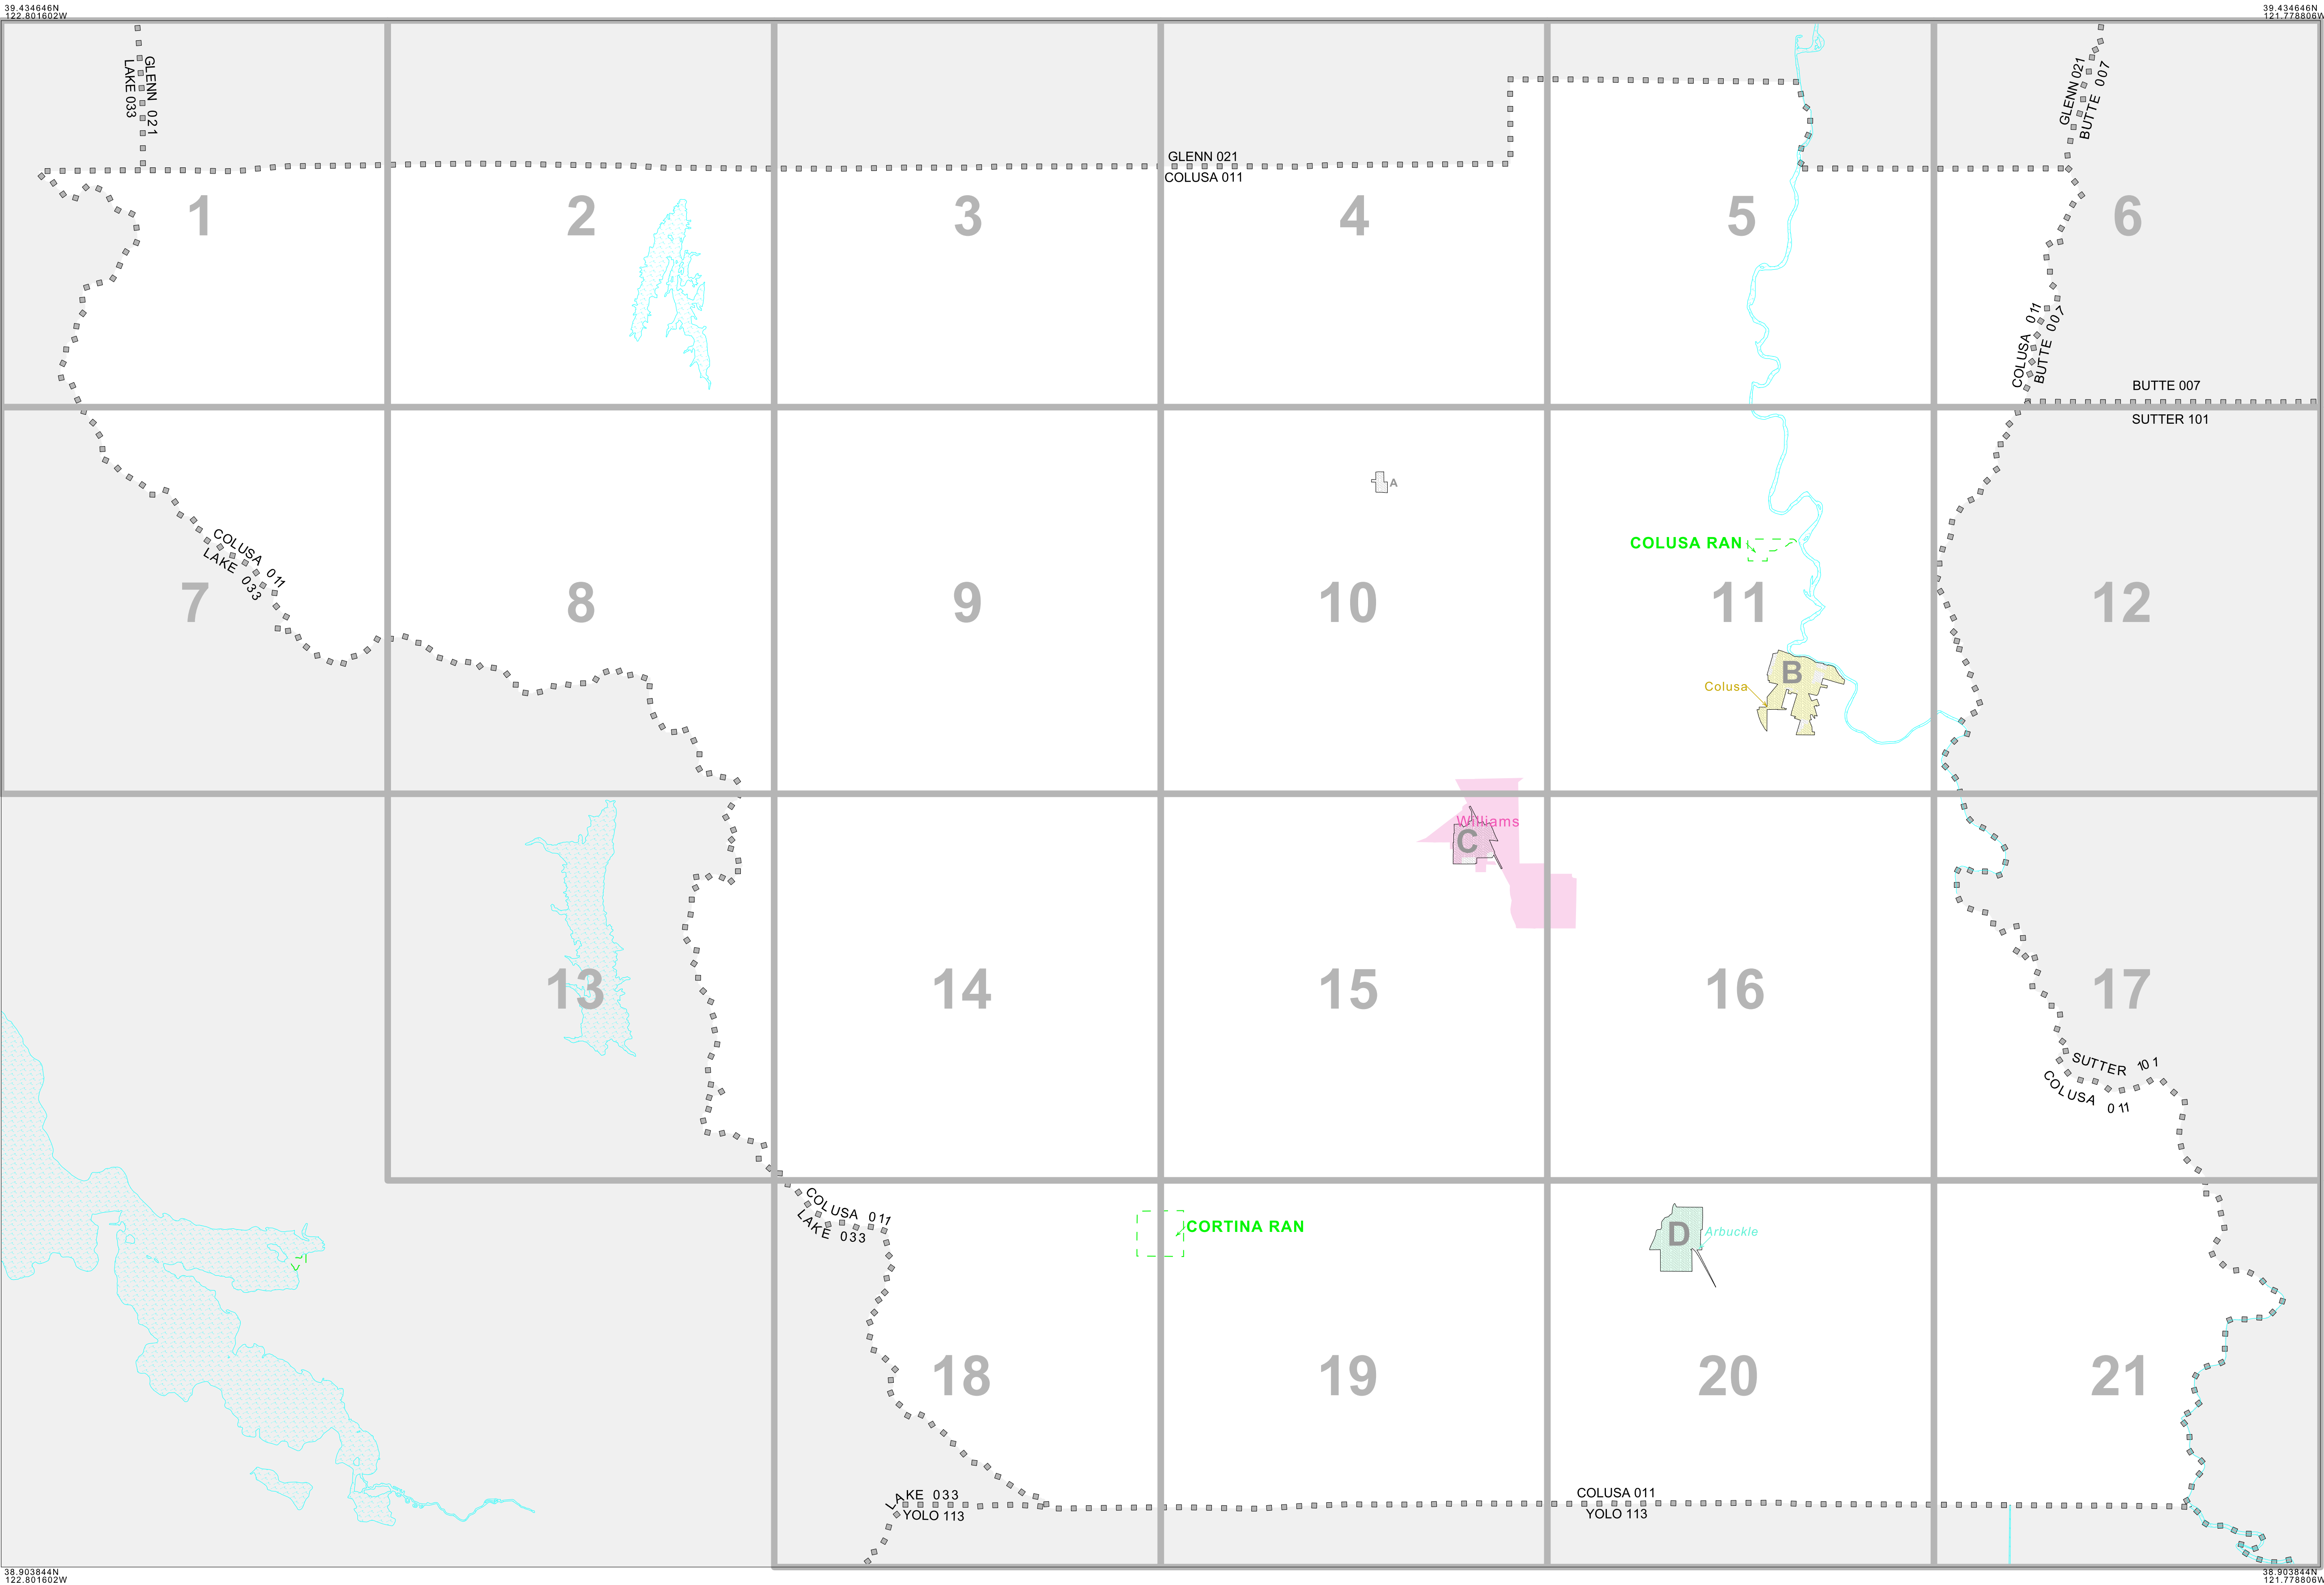 39.434646N
122.801602W
39.434646N
121.778806W
GLENN 021
LAKE 033
GLENN 021
BUTTE 007
GLENN 021
COLUSA 011
1
2
3
4
5
6
COLUSA 011
BUTTE 007
BUTTE 007
SUTTER 101
A
COLUSA RAN
COLUSA 011
LAKE 033
7
8
9
10
11
12
B
Colusa
Williams
C
13
14
15
16
17
SUTTER 101
COLUSA 011
COLUSA 011
LAKE 033
CORTINA RAN
D
Arbuckle
18
19
20
21
LAKE 033
YOLO 113
COLUSA 011
YOLO 113
38.903844N
122.801602W
38.903844N
121.778806W